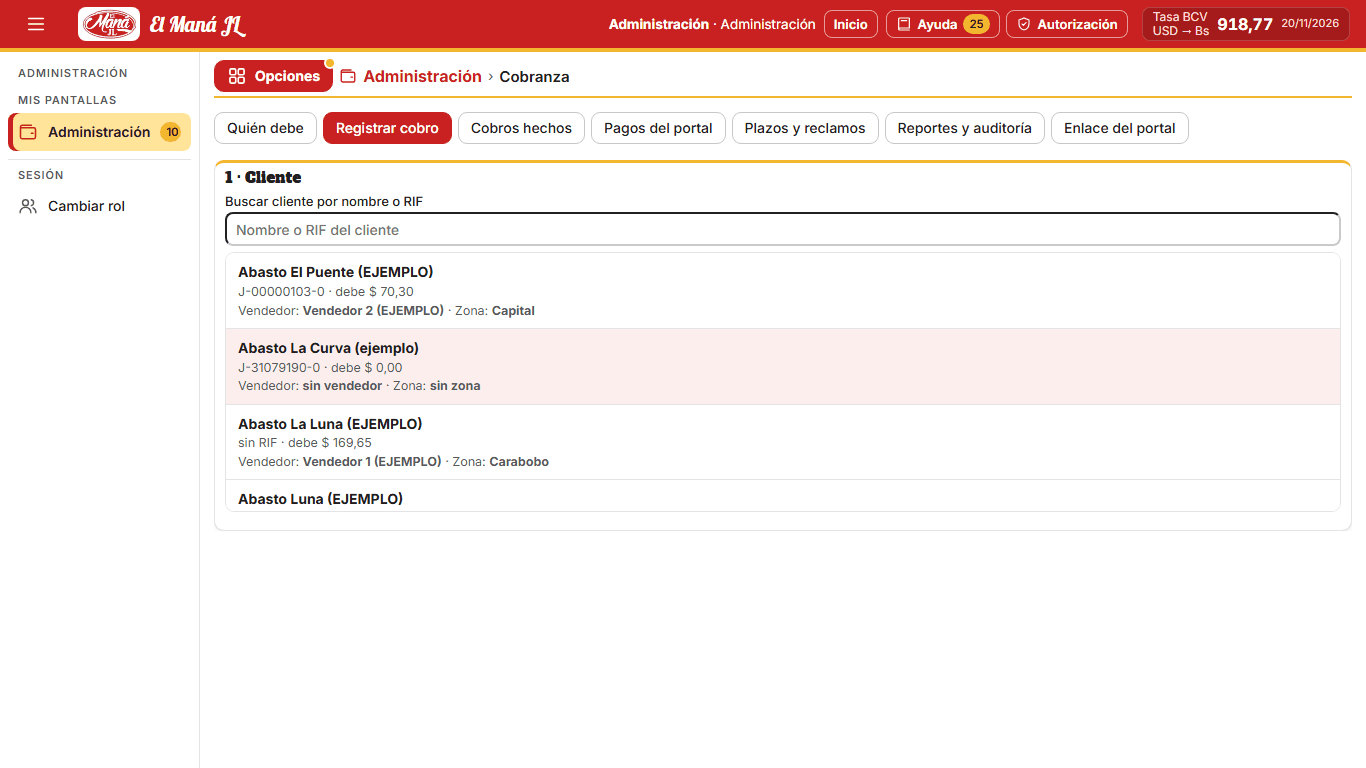 Maná
JL
El Maná JL
Administración · Administración
Inicio
Ayuda 25
Autorización
Tasa BCV
USD → Bs
918,77
20/11/2026
ADMINISTRACIÓN
MIS PANTALLAS
Administración 10
SESIÓN
Cambiar rol
Opciones
Administración › Cobranza
Quién debe
Registrar cobro
Cobros hechos
Pagos del portal
Plazos y reclamos
Reportes y auditoría
Enlace del portal
1 · Cliente
Buscar cliente por nombre o RIF
Nombre o RIF del cliente
Abasto El Puente (EJEMPLO)
J-00000103-0 · debe $ 70,30
Vendedor: Vendedor 2 (EJEMPLO) · Zona: Capital
Abasto La Curva (ejemplo)
J-31079190-0 · debe $ 0,00
Vendedor: sin vendedor · Zona: sin zona
Abasto La Luna (EJEMPLO)
sin RIF · debe $ 169,65
Vendedor: Vendedor 1 (EJEMPLO) · Zona: Carabobo
Abasto Luna (EJEMPLO)